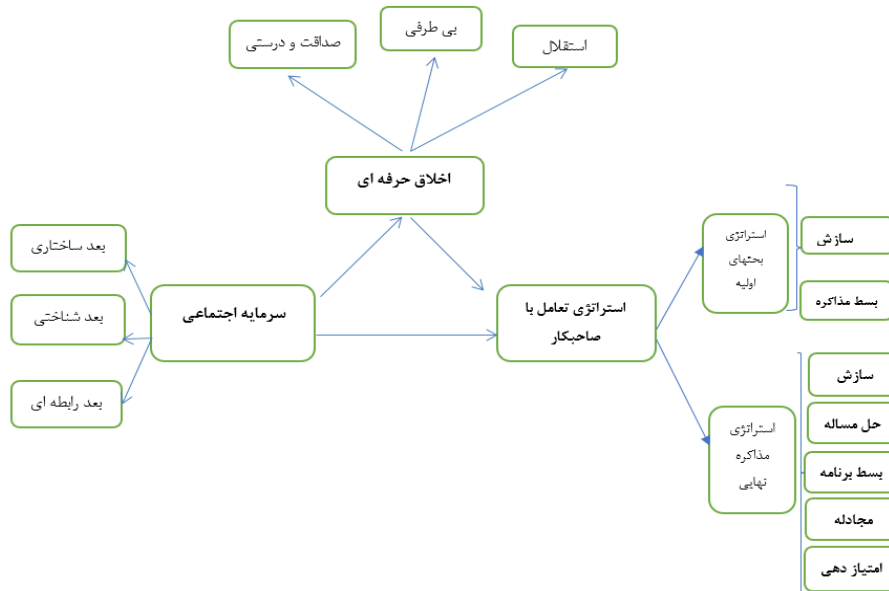 صداقت و درستی
بی طرفی
استقلال
اخلاق حرفه ای
بعد ساختاری
بعد شناختی
بعد رابطه ای
سرمایه اجتماعی
استراتژی تعامل با
صاحبکار
استراتژی
بحثهای
اولیه
سازش
بسط مذاکره
استراتژی
مذاکره
نهایی
سازش
حل مساله
بسط برنامه
مجادله
امتیاز دهی